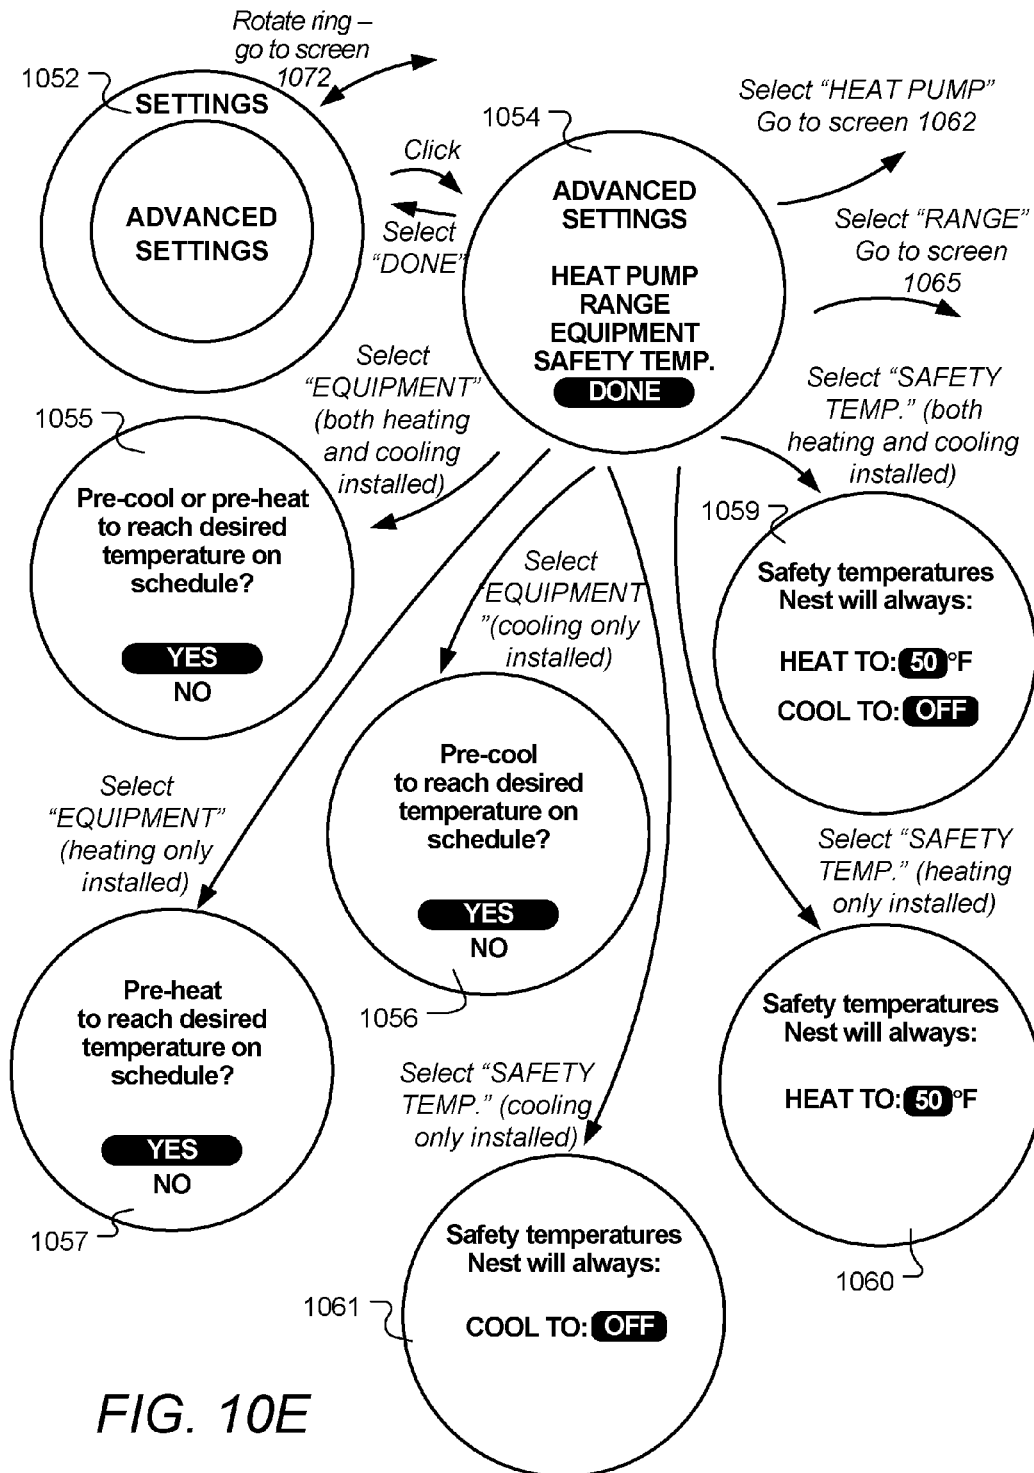 Rotate ring –
go to screen
1072
1052
SETTINGS
ADVANCED
SETTINGS
Click
Select
“DONE”
1054
ADVANCED
SETTINGS
HEAT PUMP
RANGE
EQUIPMENT
SAFETY TEMP.
DONE
Select “HEAT PUMP”
Go to screen 1062
Select “RANGE”
Go to screen
1065
Select
“EQUIPMENT”
(both heating
and cooling
installed)
1055
Pre-cool or pre-heat
to reach desired
temperature on
schedule?
YES
NO
Select “SAFETY
TEMP.” (both
heating and cooling
installed)
1059
Safety temperatures
Nest will always:
HEAT TO: 50 °F
COOL TO: OFF
Select
“EQUIPMENT
”(cooling only
installed)
Pre-cool
to reach desired
temperature on
schedule?
YES
NO
1056
Select
“EQUIPMENT”
(heating only
installed)
Pre-heat
to reach desired
temperature on
schedule?
YES
NO
1057
Select “SAFETY
TEMP.” (heating
only installed)
Safety temperatures
Nest will always:
HEAT TO: 50 °F
1060
Select “SAFETY
TEMP.” (cooling
only installed)
Safety temperatures
Nest will always:
COOL TO: OFF
1061
FIG. 10E